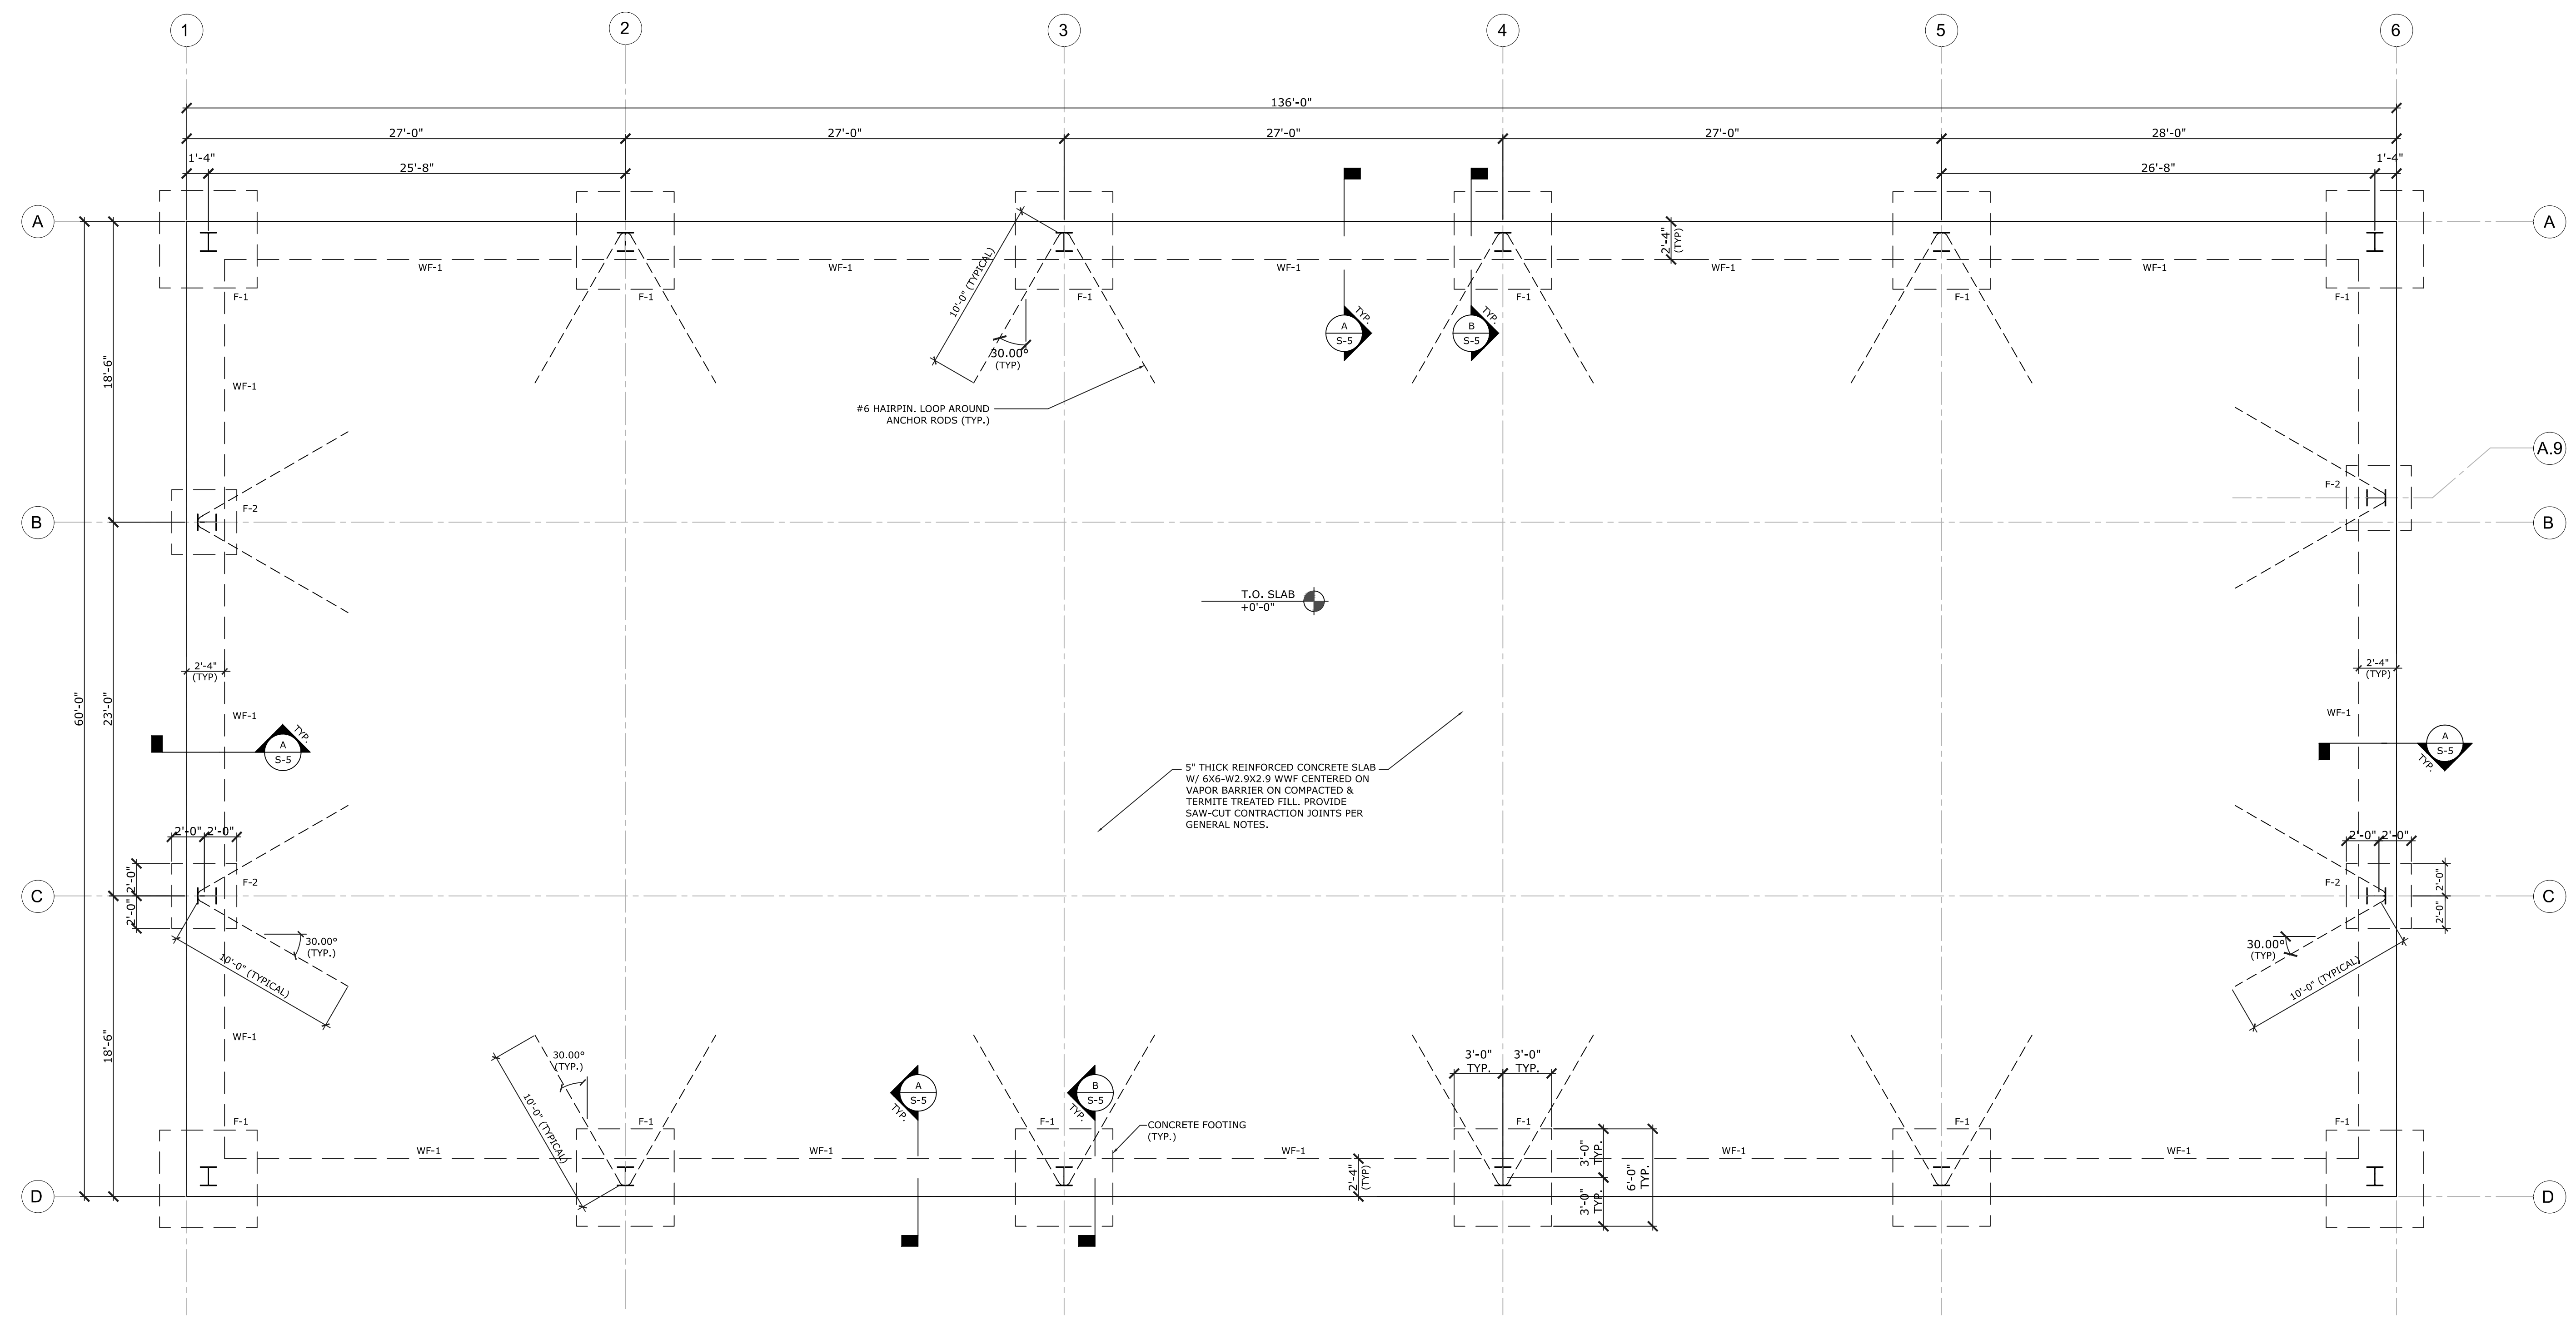 1
2
3
4
5
6
136'-0"
27'-0"
27'-0"
27'-0"
27'-0"
28'-0"
1'-4"
25'-8"
26'-8"
1'-4"
A
A
2'-4"
(TYP)
WF-1
WF-1
WF-1
WF-1
WF-1
F-1
F-1
F-1
F-1
F-1
F-1
10'-0" (TYPICAL)
30.00°
(TYP)
A
S-5
TYP.
B
S-5
TYP.
18'-6"
WF-1
#6 HAIRPIN. LOOP AROUND
ANCHOR RODS (TYP.)
A.9
F-2
F-2
B
B
T.O. SLAB
+0'-0"
60'-0"
23'-0"
2'-4"
(TYP)
2'-4"
(TYP)
WF-1
WF-1
A
S-5
TYP.
A
S-5
TYP.
5" THICK REINFORCED CONCRETE SLAB
W/ 6X6-W2.9X2.9 WWF CENTERED ON
VAPOR BARRIER ON COMPACTED &
TERMITE TREATED FILL. PROVIDE
SAW-CUT CONTRACTION JOINTS PER
GENERAL NOTES.
2'-0"
2'-0"
2'-0"
2'-0"
2'-0"
2'-0"
2'-0"
2'-0"
F-2
F-2
C
C
30.00°
(TYP.)
10'-0" (TYPICAL)
30.00°
(TYP)
10'-0" (TYPICAL)
18'-6"
WF-1
30.00°
(TYP.)
10'-0" (TYPICAL)
A
S-5
TYP.
B
S-5
TYP.
3'-0"
TYP.
3'-0"
TYP.
F-1
F-1
F-1
F-1
F-1
F-1
CONCRETE FOOTING
(TYP.)
WF-1
WF-1
WF-1
WF-1
WF-1
2'-4"
(TYP)
3'-0"
TYP.
3'-0"
TYP.
6'-0"
TYP.
D
D